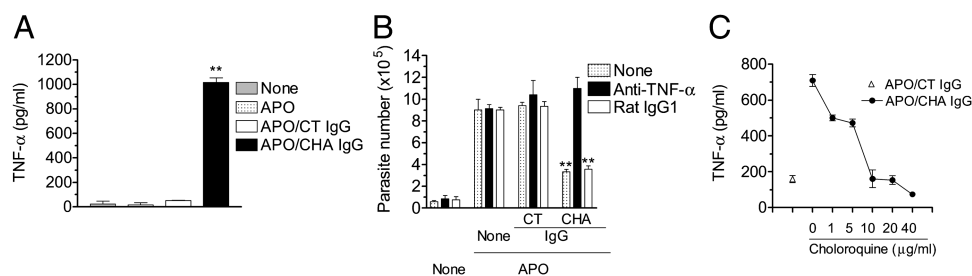 A
TNF-α (pg/ml)
1200
1000
800
600
400
200
0
**
None
APO
APO/CT IgG
APO/CHA IgG
B
Parasite number (x10⁵)
14
12
10
8
6
4
2
0
** **
None
Anti-TNF-α
Rat IgG1
CT CHA
None IgG
None APO
C
TNF-α (pg/ml)
800
600
400
200
0
APO/CT IgG
APO/CHA IgG
0 1 5 10 20 40
Choloroquine (μg/ml)